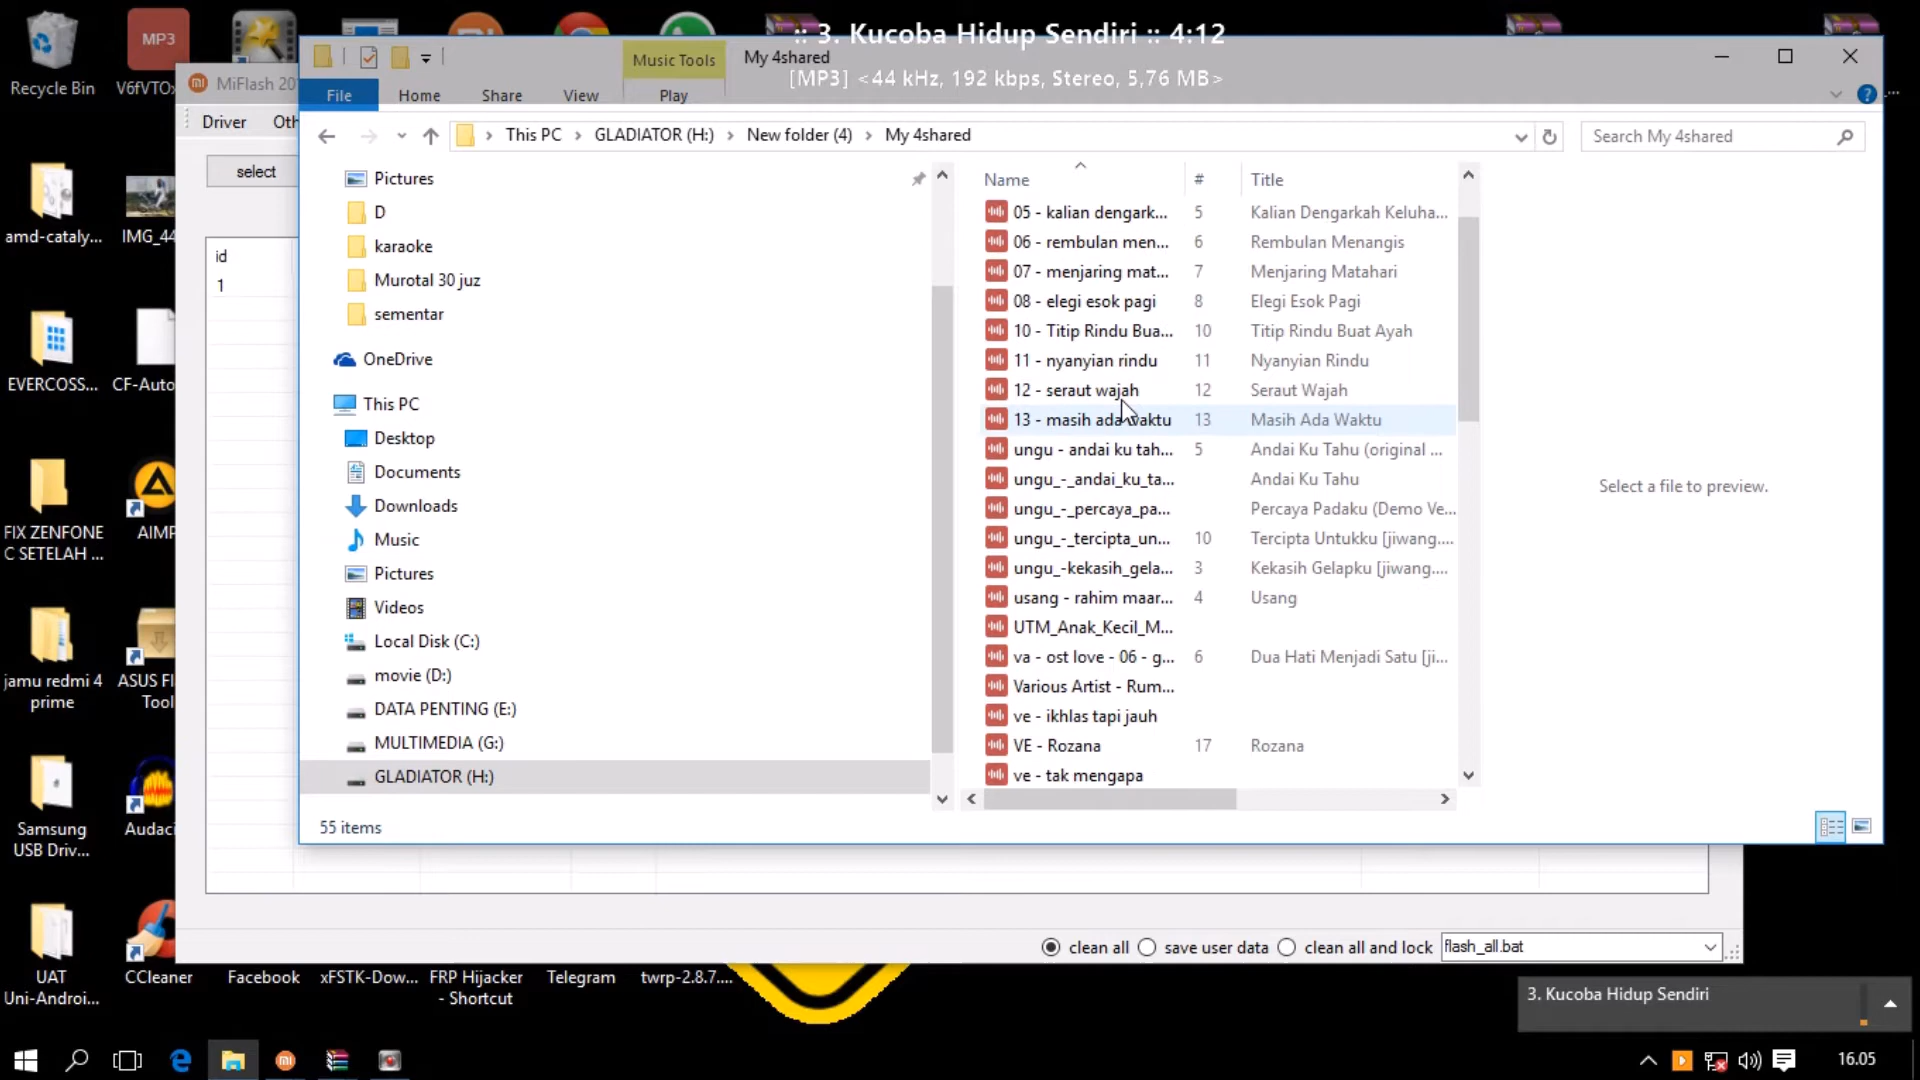 :: 3. Kucoba Hidup Sendiri :: 4:12
[MP3] <44 kHz, 192 kbps, Stereo, 5,76 MB>
Recycle Bin
MP3
V6fVTO
MiFlash 20
Driver
Oth
select
id
1
Music Tools
My 4shared
File
Home
Share
View
Play
This PC
GLADIATOR (H:)
New folder (4)
My 4shared
Search My 4shared
Pictures
D
karaoke
Murotal 30 juz
sementar
OneDrive
This PC
Desktop
Documents
Downloads
Music
Pictures
Videos
Local Disk (C:)
movie (D:)
DATA PENTING (E:)
MULTIMEDIA (G:)
GLADIATOR (H:)
55 items
Name # Title
05 - kalian dengark... 5 Kalian Dengarkah Keluha...
06 - rembulan men... 6 Rembulan Menangis
07 - menjaring mat... 7 Menjaring Matahari
08 - elegi esok pagi 8 Elegi Esok Pagi
10 - Titip Rindu Bua... 10 Titip Rindu Buat Ayah
11 - nyanyian rindu 11 Nyanyian Rindu
12 - seraut wajah 12 Seraut Wajah
13 - masih ada waktu 13 Masih Ada Waktu
ungu - andai ku tah... 5 Andai Ku Tahu (original ...
ungu_-_andai_ku_ta... Andai Ku Tahu
ungu_-_percaya_pa... Percaya Padaku (Demo Ve...
ungu_-_tercipta_un... 10 Tercipta Untukku [jiwang....
ungu_-kekasih_gela... 3 Kekasih Gelapku [jiwang....
usang - rahim maar... 4 Usang
UTM_Anak_Kecil_M...
va - ost love - 06 - g... 6 Dua Hati Menjadi Satu [ji...
Various Artist - Rum...
ve - ikhlas tapi jauh
VE - Rozana 17 Rozana
ve - tak mengapa
Select a file to preview.
amd-cataly...
IMG_44
EVERCOSS...
CF-Auto
FIX ZENFONE
C SETELAH ...
AIMP
jamu redmi 4
prime
ASUS Fl
Tool
Samsung
USB Driv...
Audaci
UAT
Uni-Androi...
CCleaner
Facebook
xFSTK-Dow...
FRP Hijacker
- Shortcut
Telegram
twrp-2.8.7....
clean all
save user data
clean all and lock
flash_all.bat
3. Kucoba Hidup Sendiri
16.05